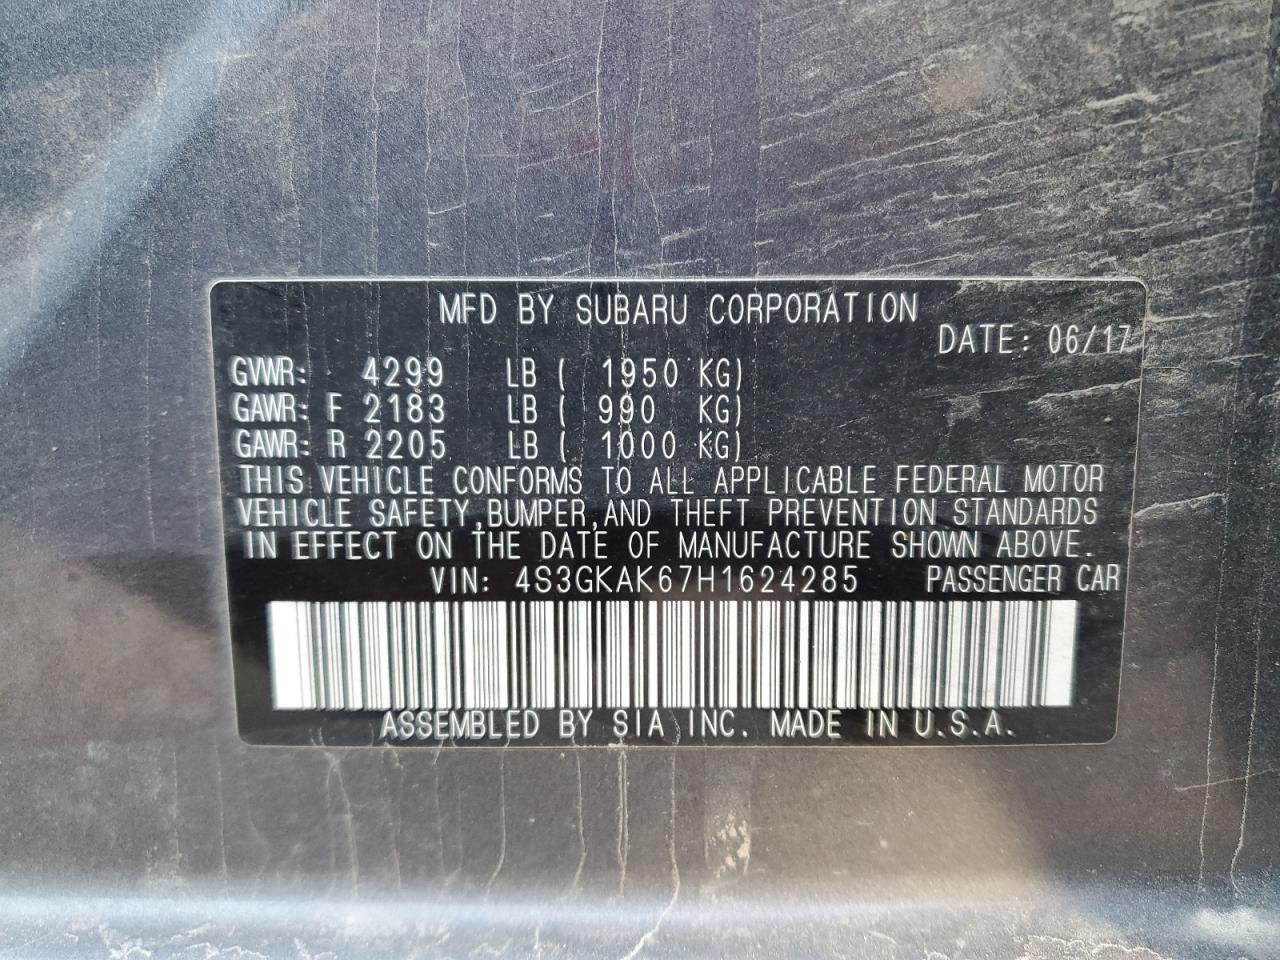 MFD BY SUBARU CORPORATION
DATE: 06/17
GVWR: 4299 LB ( 1950 KG)
GAWR: F 2183 LB ( 990 KG)
GAWR: R 2205 LB ( 1000 KG)
THIS VEHICLE CONFORMS TO ALL APPLICABLE FEDERAL MOTOR
VEHICLE SAFETY,BUMPER,AND THEFT PREVENTION STANDARDS
IN EFFECT ON THE DATE OF MANUFACTURE SHOWN ABOVE.
VIN: 4S3GKAK67H1624285 PASSENGER CAR
ASSEMBLED BY SIA INC. MADE IN U.S.A.